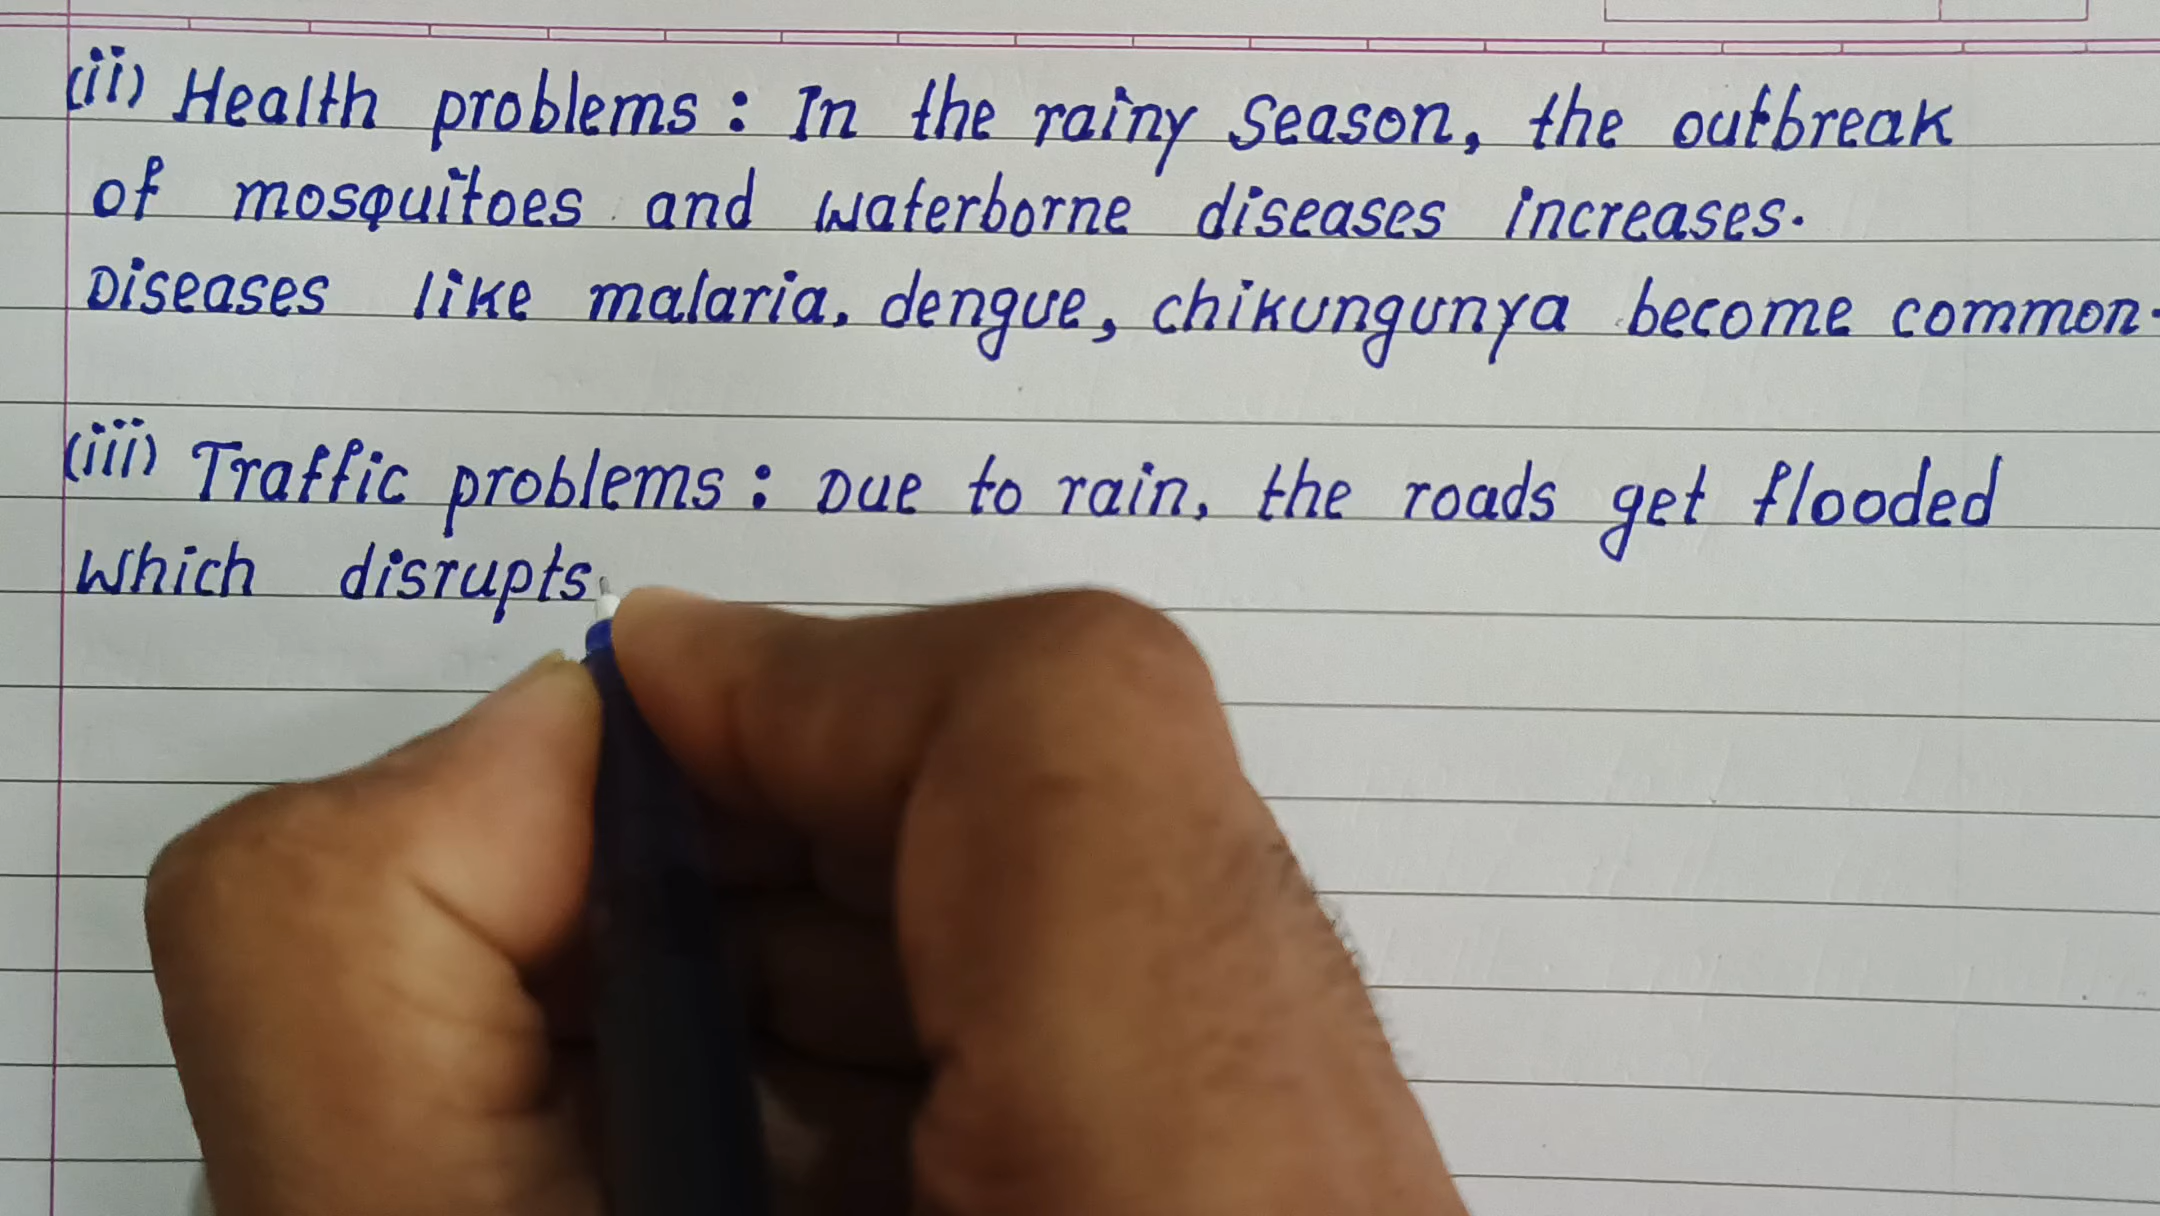 (ii) Health problems : In the rainy season, the outbreak
of mosquitoes and waterborne diseases increases.
Diseases like malaria, dengue, chikungunya become common.
(iii) Traffic problems : Due to rain, the roads get flooded
which disrupts